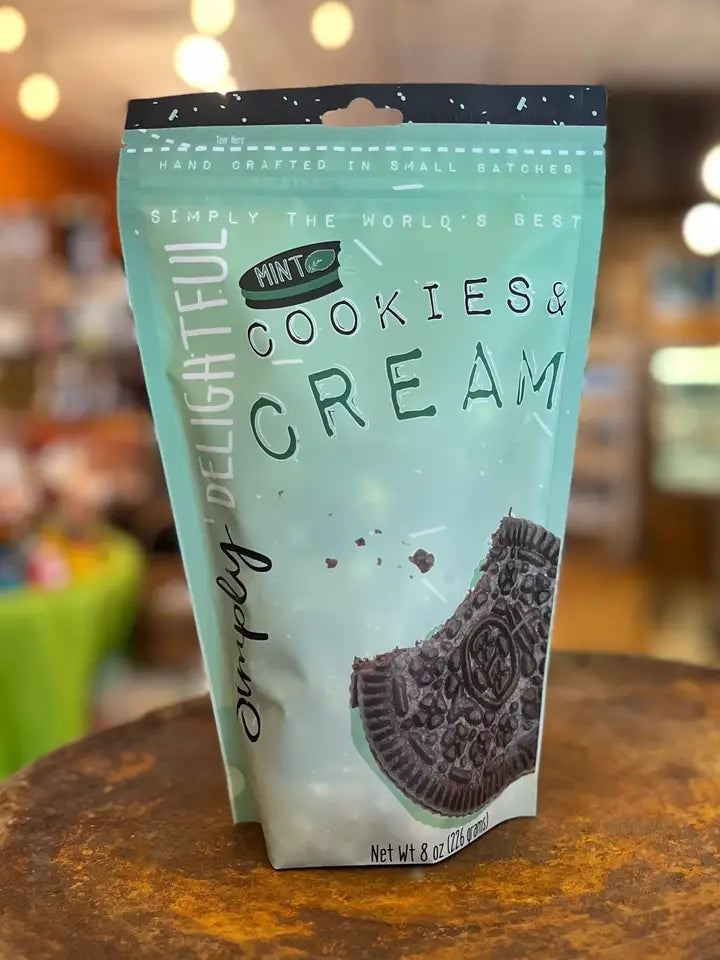 Tear Here
HAND CRAFTED IN SMALL BATCHES
SIMPLY THE WORLD'S BEST
Simply DELIGHTFUL
MINT
COOKIES &
CREAM
Net Wt 8 oz (226 grams)